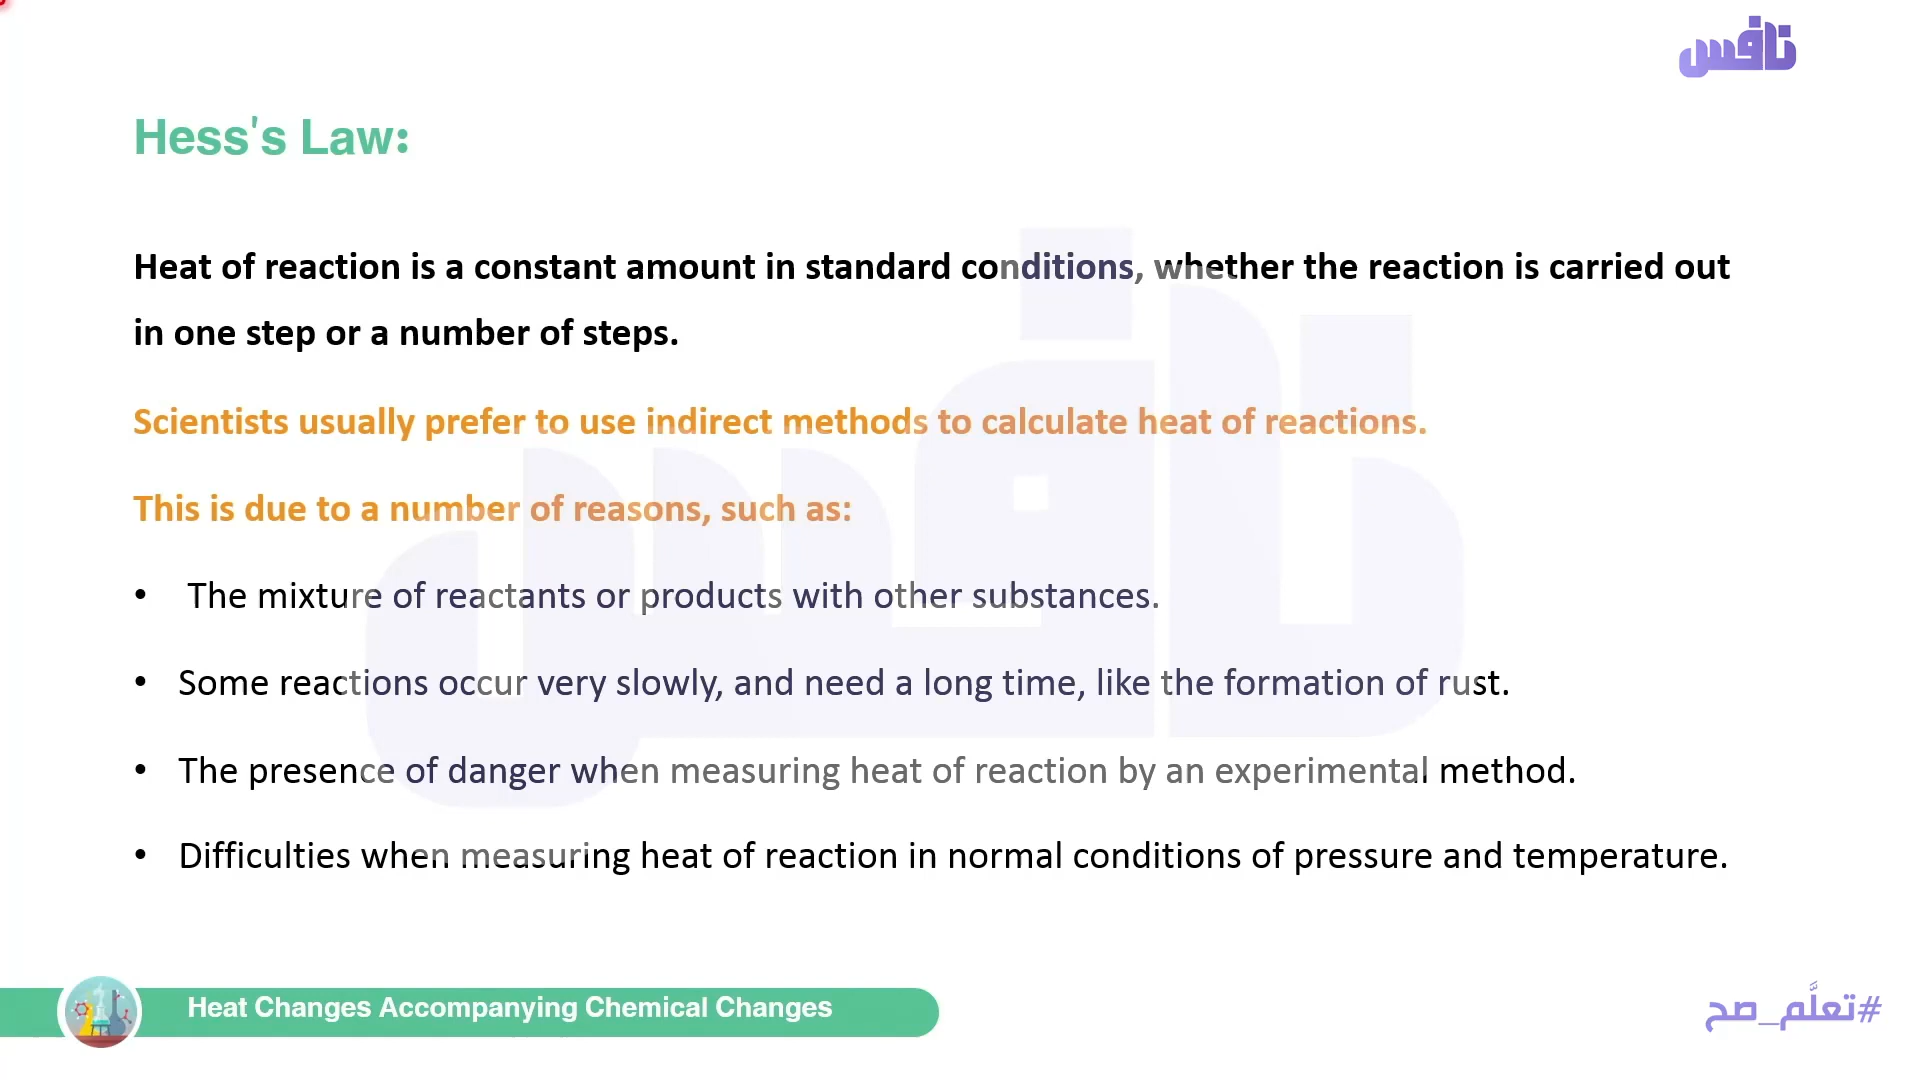 نافس
Hess's Law:
Heat of reaction is a constant amount in standard conditions, whether the reaction is carried out
in one step or a number of steps.
Scientists usually prefer to use indirect methods to calculate heat of reactions.
This is due to a number of reasons, such as:
• The mixture of reactants or products with other substances.
• Some reactions occur very slowly, and need a long time, like the formation of rust.
• The presence of danger when measuring heat of reaction by an experimental method.
• Difficulties when measuring heat of reaction in normal conditions of pressure and temperature.
نافس
Heat Changes Accompanying Chemical Changes
#تعلَّم_صح